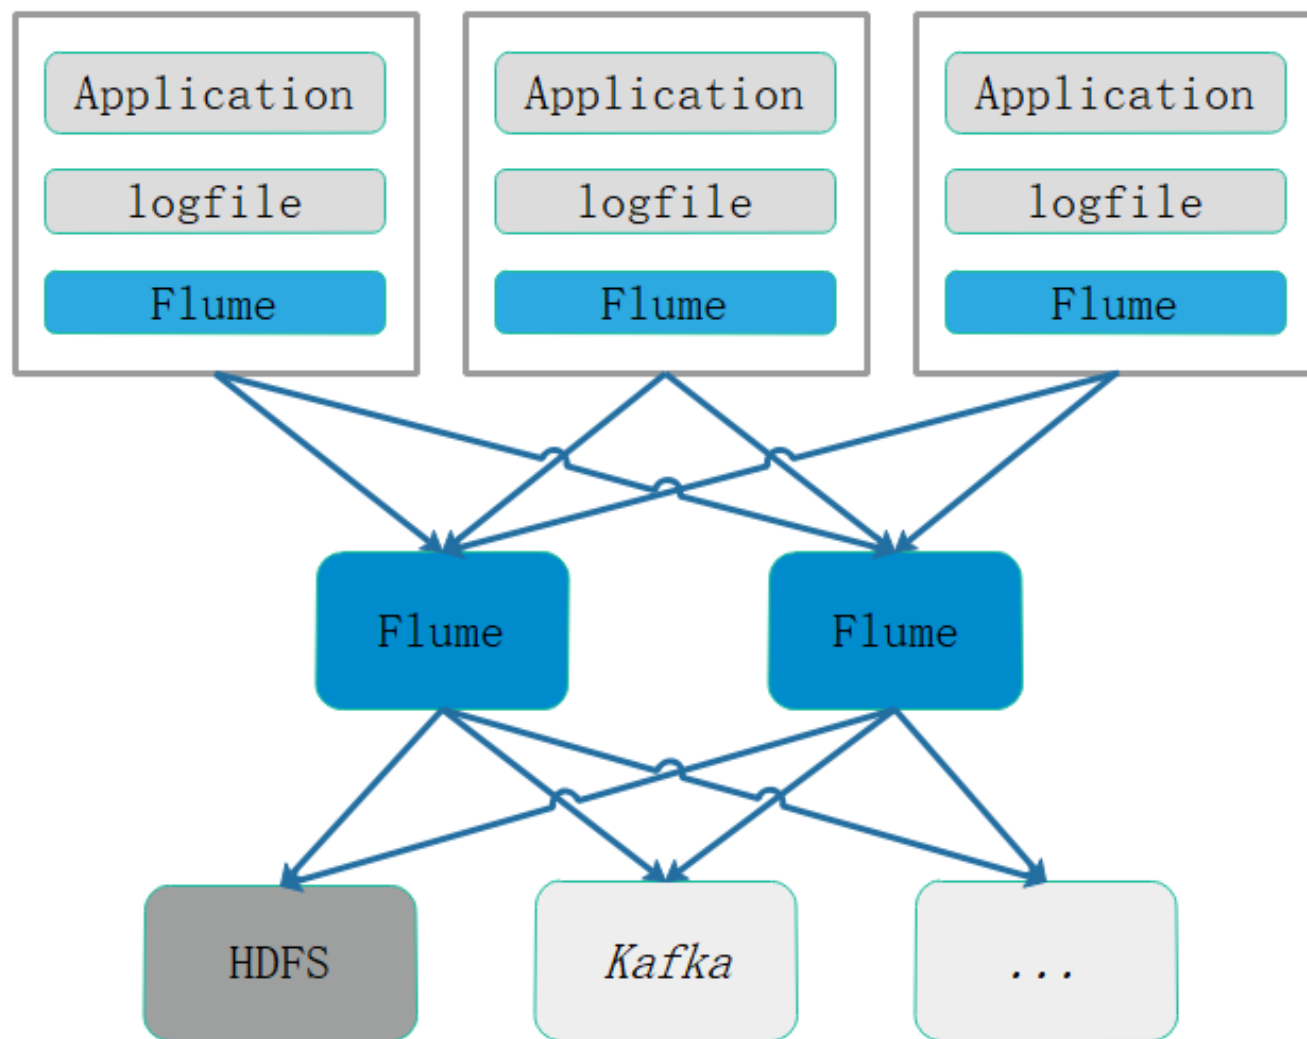 Application
Application
Application
logfile
logfile
logfile
Flume
Flume
Flume
Flume
Flume
HDFS
Kafka
...